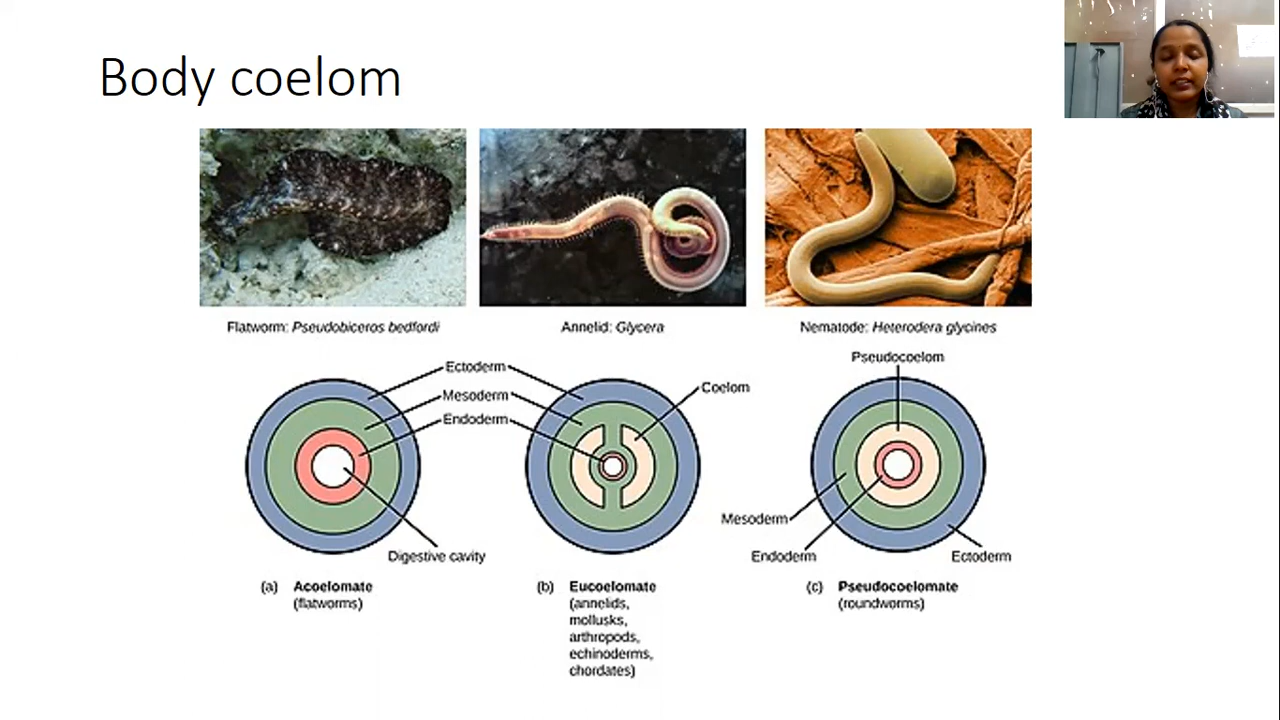 Body coelom
Flatworm: Pseudobiceros bedfordi
Annelid: Glycera
Nematode: Heterodera glycines
Ectoderm
Mesoderm
Endoderm
Digestive cavity
Coelom
Pseudocoelom
Mesoderm
Endoderm
Ectoderm
(a) Acoelomate
(flatworms)
(b) Eucoelomate
(annelids,
mollusks,
arthropods,
echinoderms,
chordates)
(c) Pseudocoelomate
(roundworms)